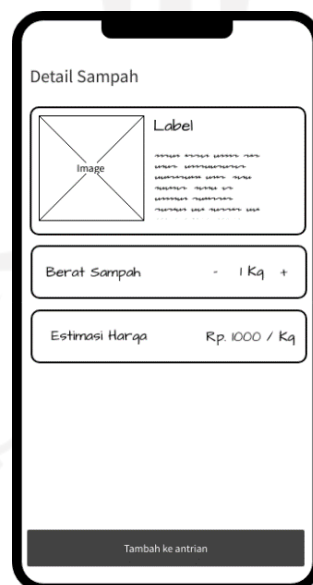 Detail Sampah
Label
Image
Berat Sampah - 1 Kg +
Estimasi Harga Rp. 1000 / Kg
Tambah ke antrian